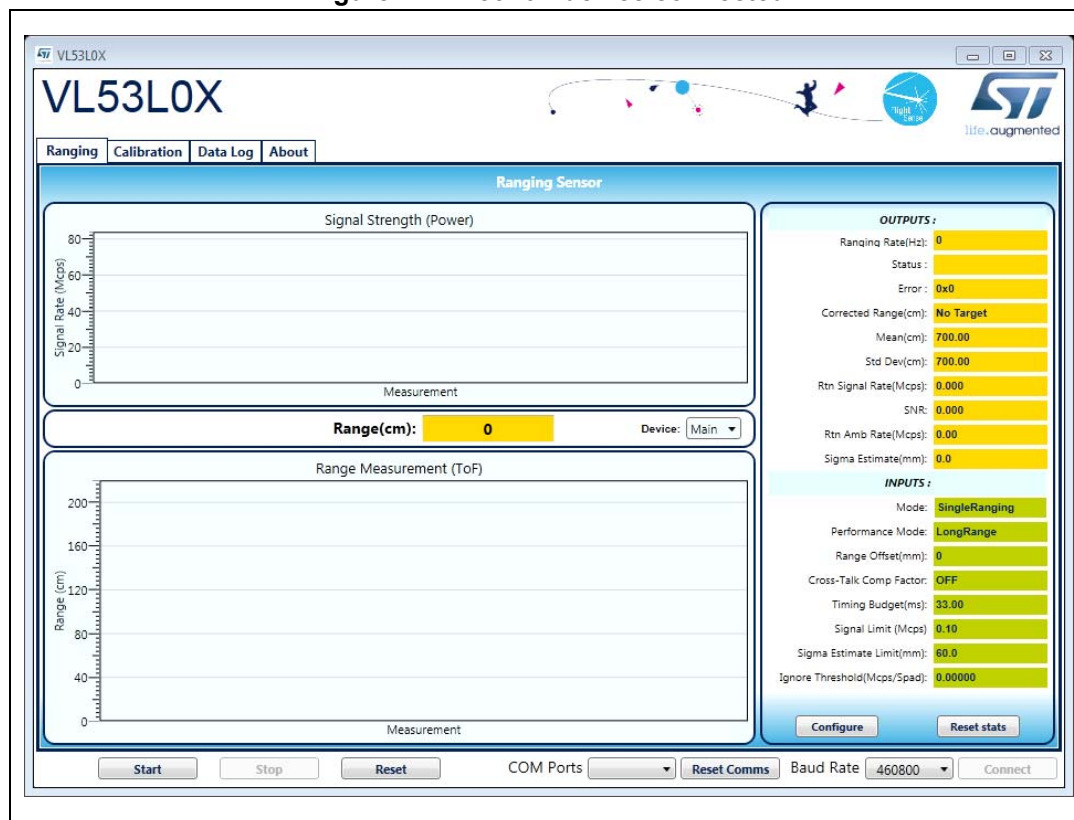 VL53L0X
VL53L0X
Flight Sense
life.augmented
Ranging Calibration Data Log About
Ranging Sensor
Signal Strength (Power)
80
60
40
20
0
Signal Rate (Mcps)
Measurement
Range(cm): 0 Device: Main
Range Measurement (ToF)
200
160
120
80
40
0
Range (cm)
Measurement
OUTPUTS :
Ranging Rate(Hz): 0
Status :
Error : 0x0
Corrected Range(cm): No Target
Mean(cm): 700.00
Std Dev(cm): 700.00
Rtn Signal Rate(Mcps): 0.000
SNR: 0.000
Rtn Amb Rate(Mcps): 0.00
Sigma Estimate(mm): 0.0
INPUTS :
Mode: SingleRanging
Performance Mode: LongRange
Range Offset(mm): 0
Cross-Talk Comp Factor: OFF
Timing Budget(ms): 33.00
Signal Limit (Mcps) 0.10
Sigma Estimate Limit(mm): 60.0
Ignore Threshold(Mcps/Spad): 0.00000
Configure Reset stats
Start Stop Reset COM Ports Reset Comms Baud Rate 460800 Connect